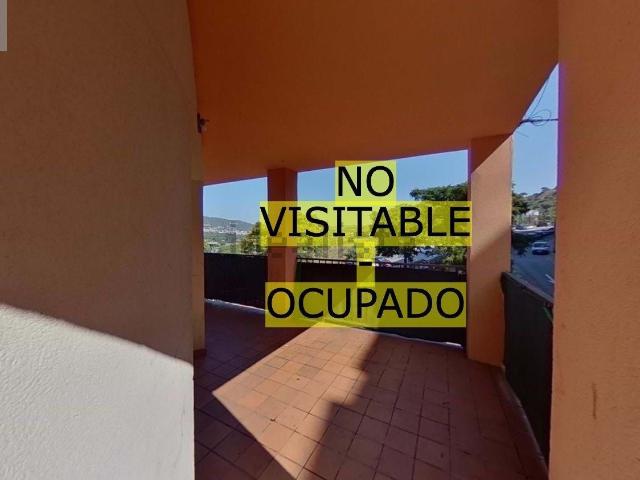 NO
VISITABLE
-
OCUPADO